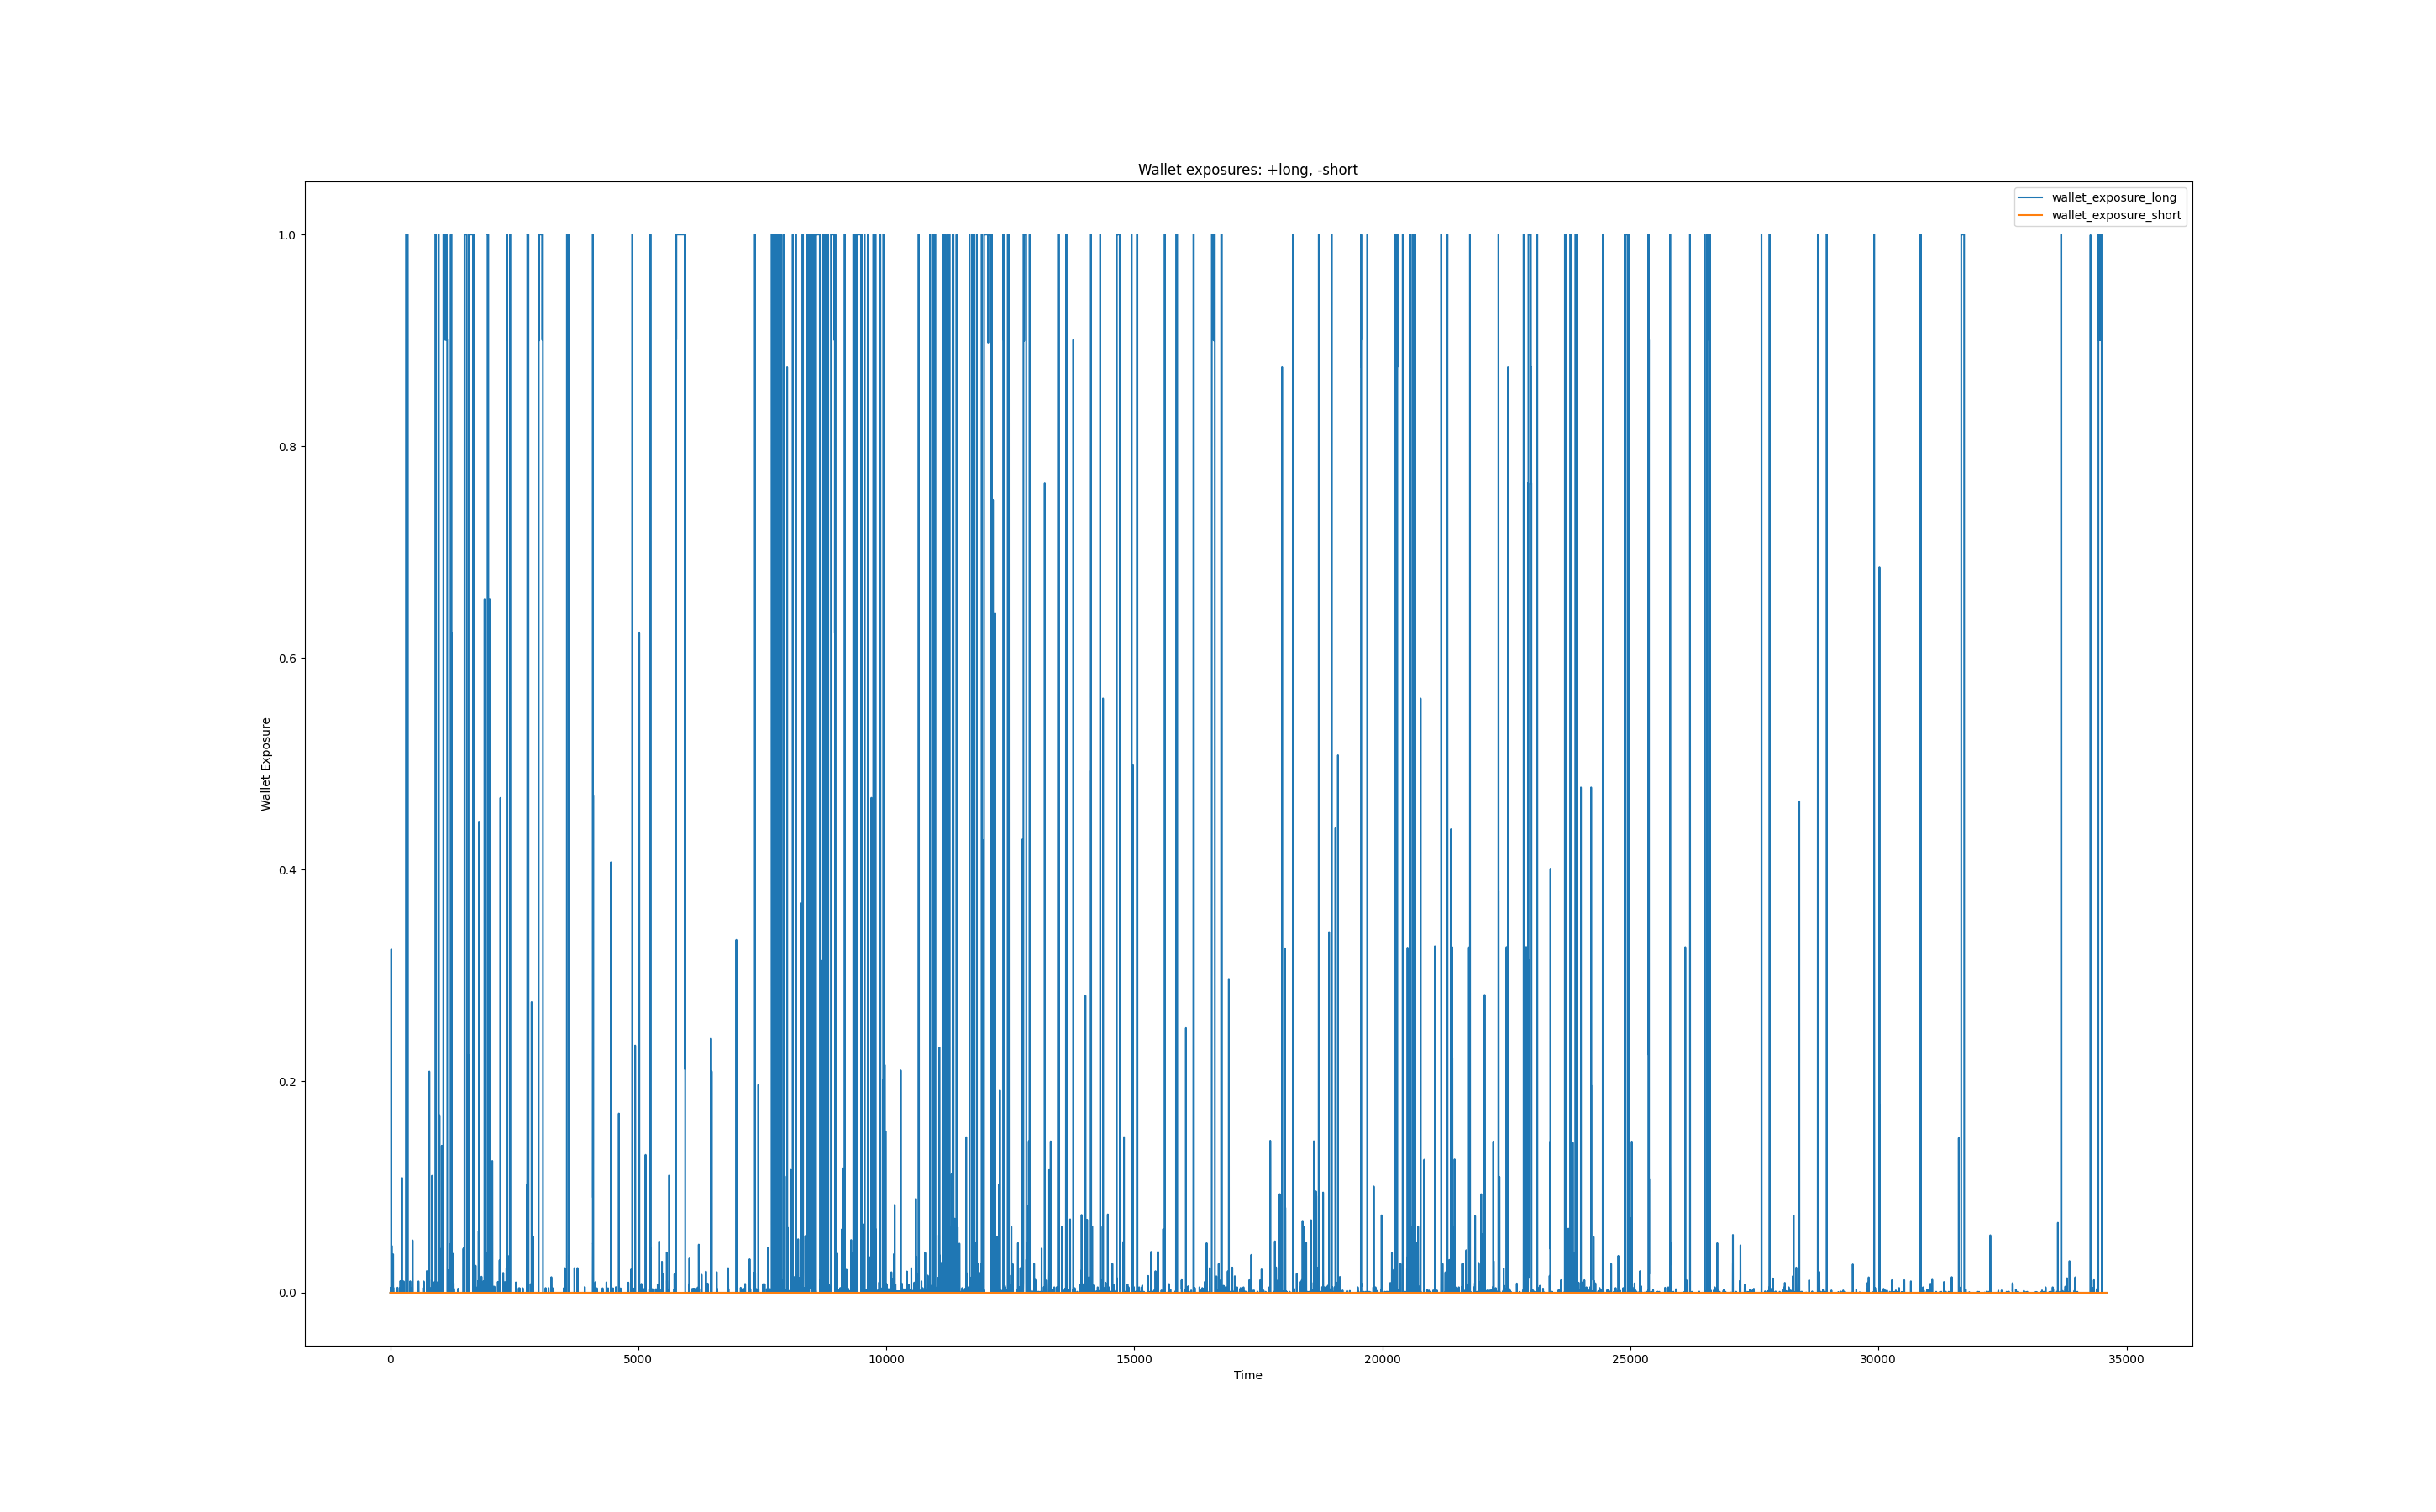 Wallet exposures: +long, -short
wallet_exposure_long
wallet_exposure_short
1.0
0.8
0.6
0.4
0.2
0.0
Wallet Exposure
0
5000
10000
15000
20000
25000
30000
35000
Time